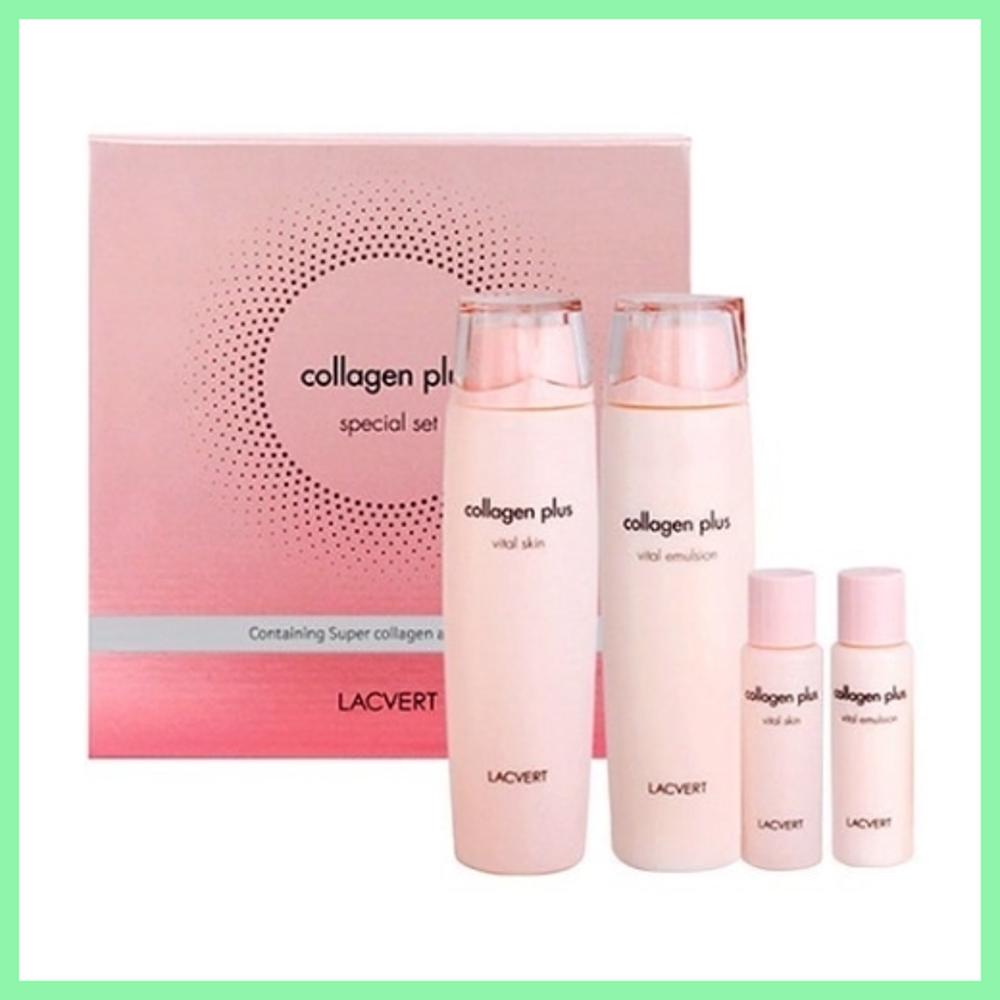 collagen pl
special set
Containing Super collagen a
LACVERT
collagen plus
vital skin
LACVERT
collagen plus
vital emulsion
LACVERT
collagen plus
vital skin
LACVERT
collagen plus
vital emulsion
LACVERT